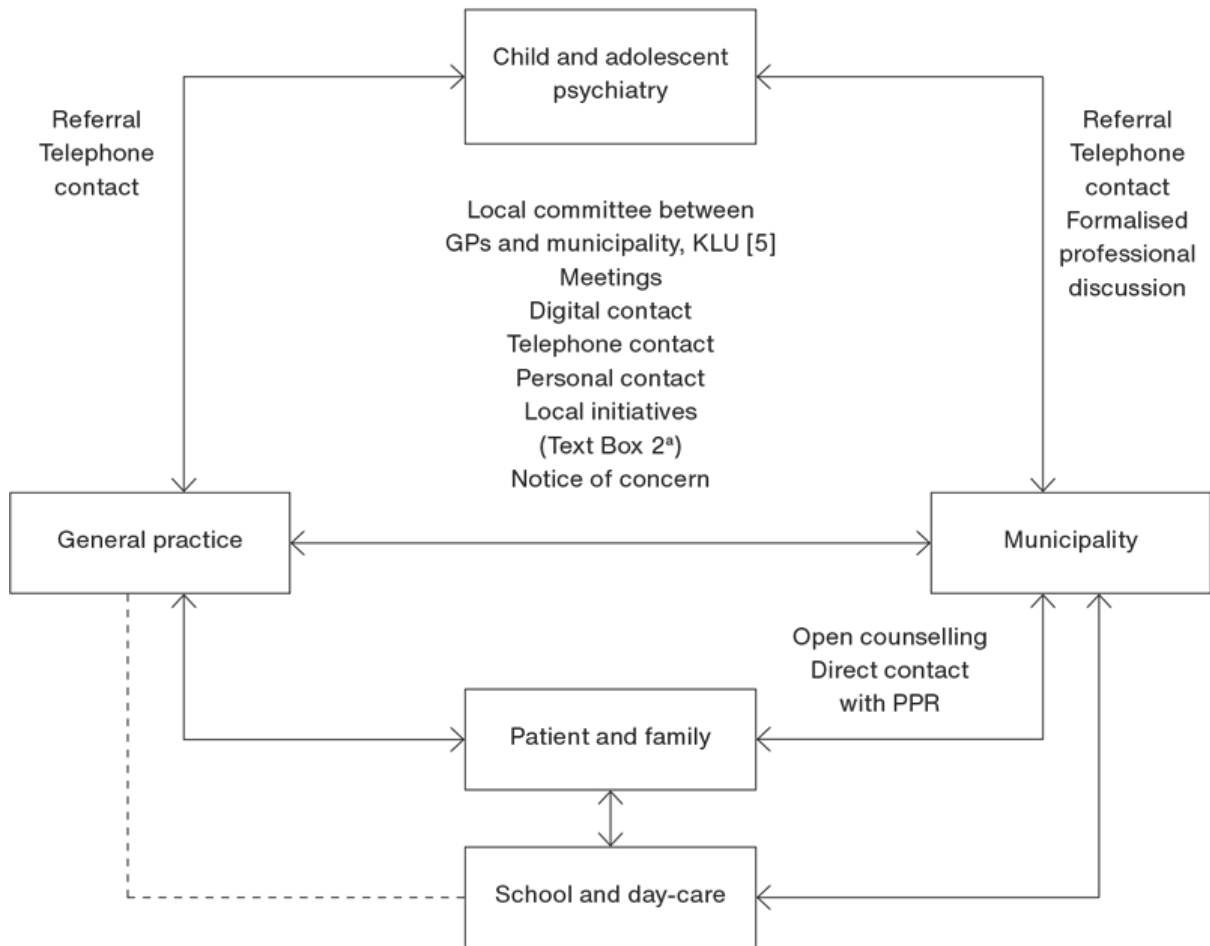 Child and adolescent
psychiatry
Referral
Telephone
contact
Referral
Telephone
contact
Formalised
professional
discussion
Local committee between
GPs and municipality, KLU [5]
Meetings
Digital contact
Telephone contact
Personal contact
Local initiatives
(Text Box 2ᵃ)
Notice of concern
General practice
Municipality
Open counselling
Direct contact
with PPR
Patient and family
School and day-care